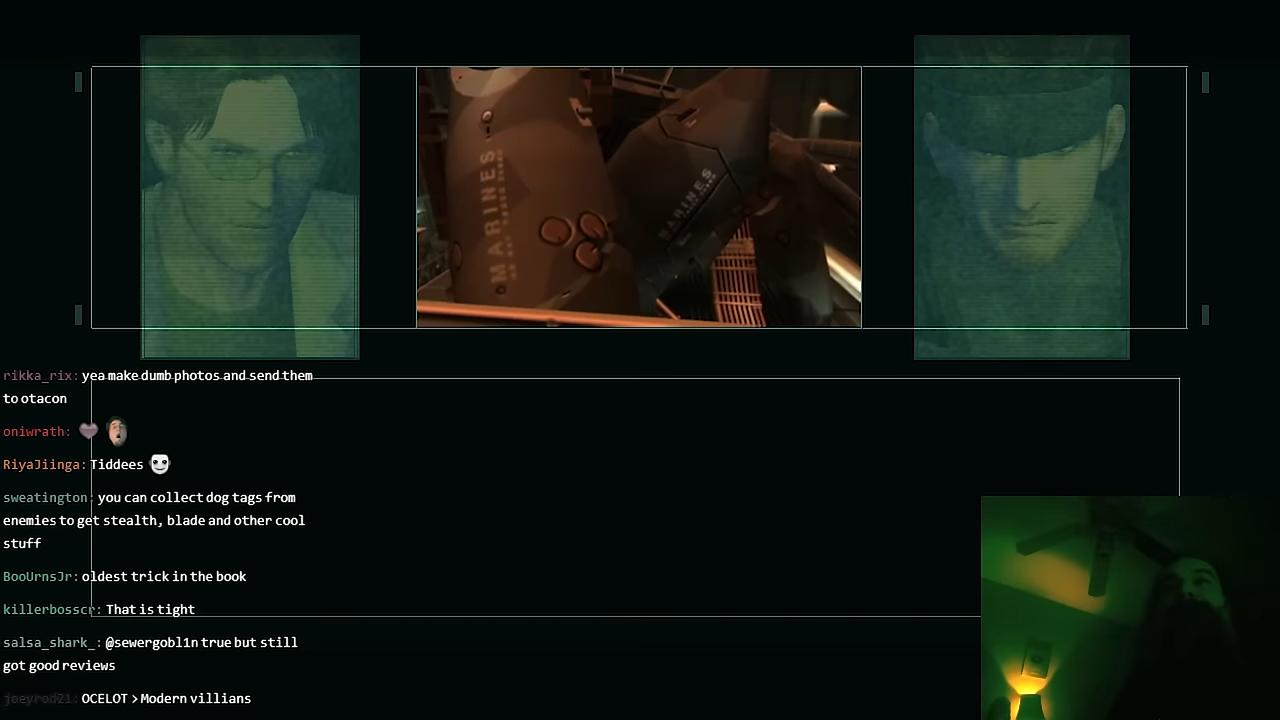 MARINES
MARINES
rikka_rix: yea make dumb photos and send them
to otacon
oniwrath:
RiyaJiinga: Tiddees
sweatington: you can collect dog tags from
enemies to get stealth, blade and other cool
stuff
BooUrnsJr: oldest trick in the book
killerbosscr: That is tight
salsa_shark_: @sewergobl1n true but still
got good reviews
joeyrod21: OCELOT > Modern villians